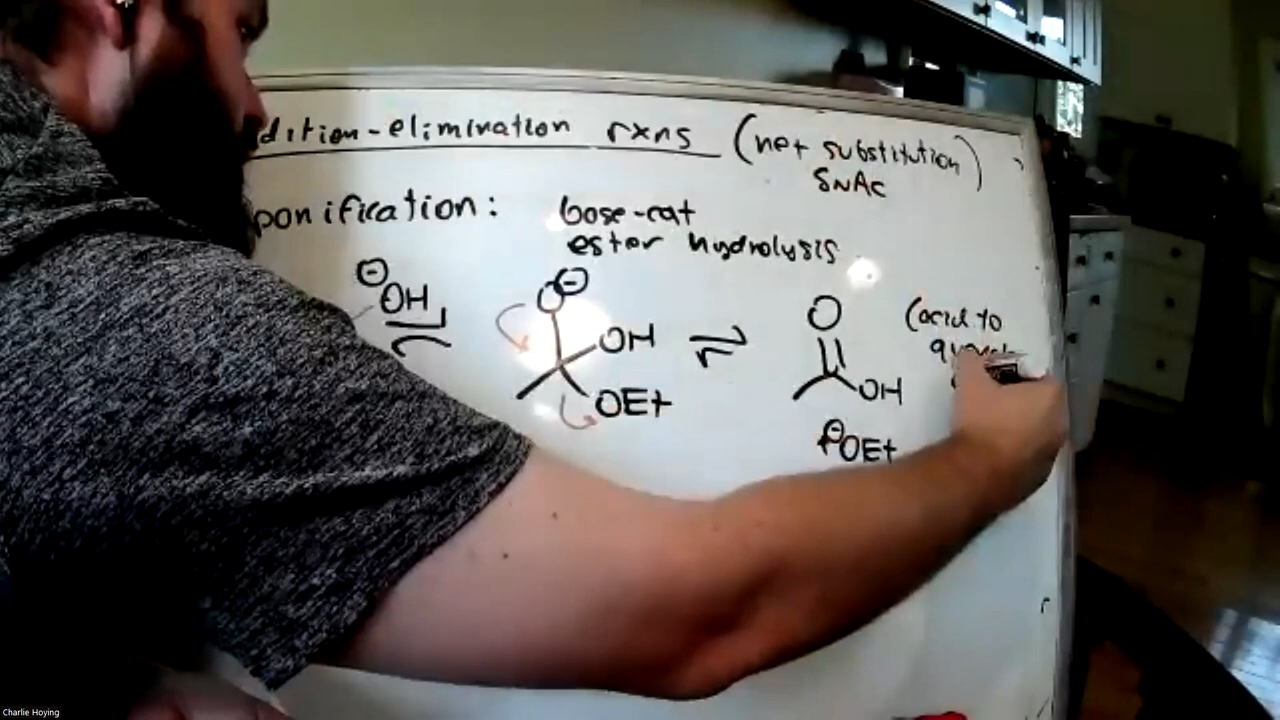 dition-elimination rxns (net substitution)
SNAC
ponification: base-cat
ester hydrolysis
⊖
OH
⊖
O
OH
OEt
O
OH
⊖OEt
(acid to
Charlie Hoying